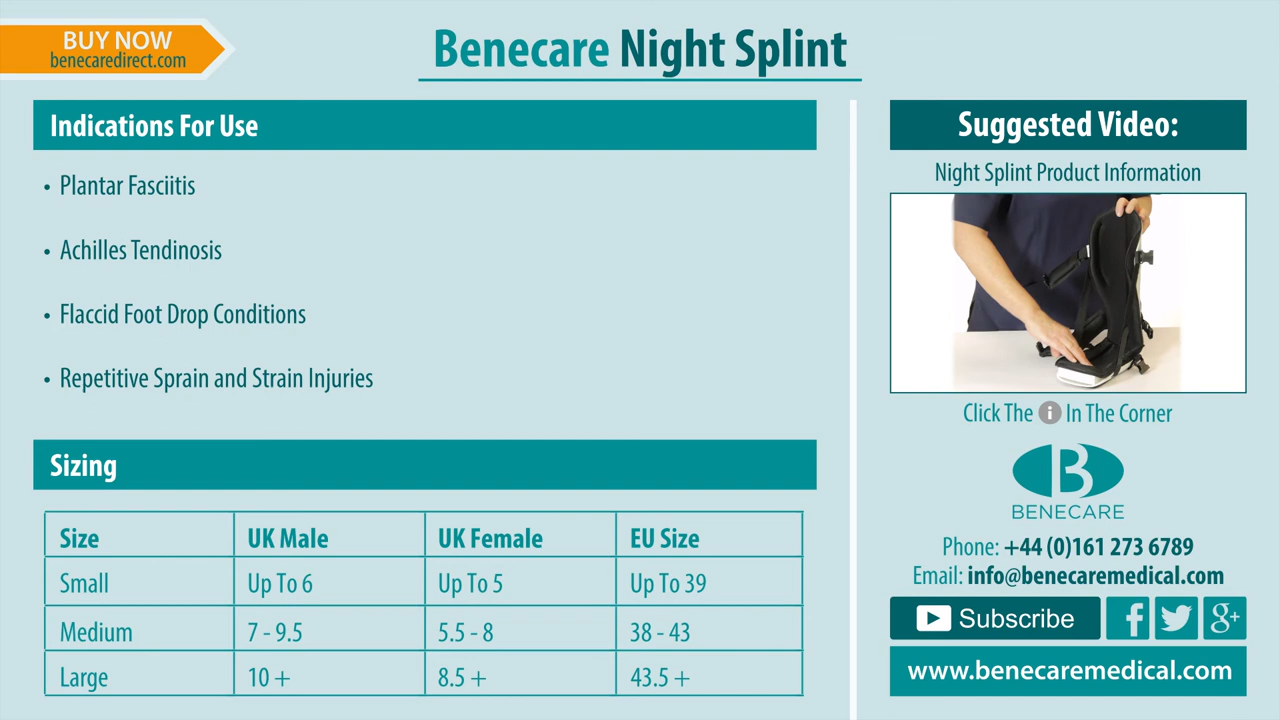 BUY NOW
benecaredirect.com
Benecare Night Splint
Indications For Use
• Plantar Fasciitis
• Achilles Tendinosis
• Flaccid Foot Drop Conditions
• Repetitive Sprain and Strain Injuries
Sizing
Size UK Male UK Female EU Size
Small Up To 6 Up To 5 Up To 39
Medium 7 - 9.5 5.5 - 8 38 - 43
Large 10 + 8.5 + 43.5 +
Suggested Video:
Night Splint Product Information
Click The i In The Corner
B
BENECARE
Phone: +44 (0)161 273 6789
Email: info@benecaremedical.com
Subscribe f g+
www.benecaremedical.com